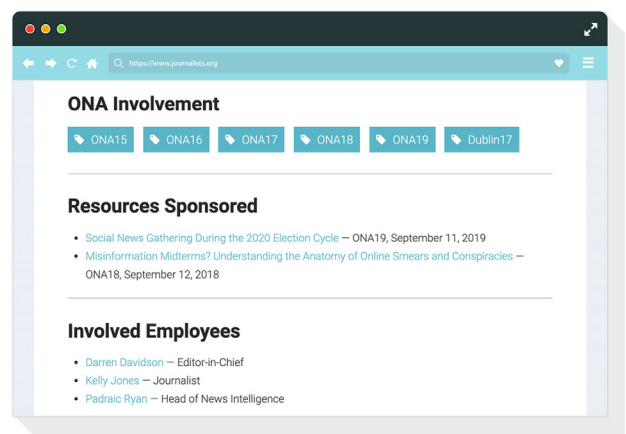 https://www.journalists.org
ONA Involvement
ONA15 ONA16 ONA17 ONA18 ONA19 Dublin17
Resources Sponsored
• Social News Gathering During the 2020 Election Cycle — ONA19, September 11, 2019
• Misinformation Midterms? Understanding the Anatomy of Online Smears and Conspiracies —
ONA18, September 12, 2018
Involved Employees
• Darren Davidson — Editor-in-Chief
• Kelly Jones — Journalist
• Padraic Ryan — Head of News Intelligence